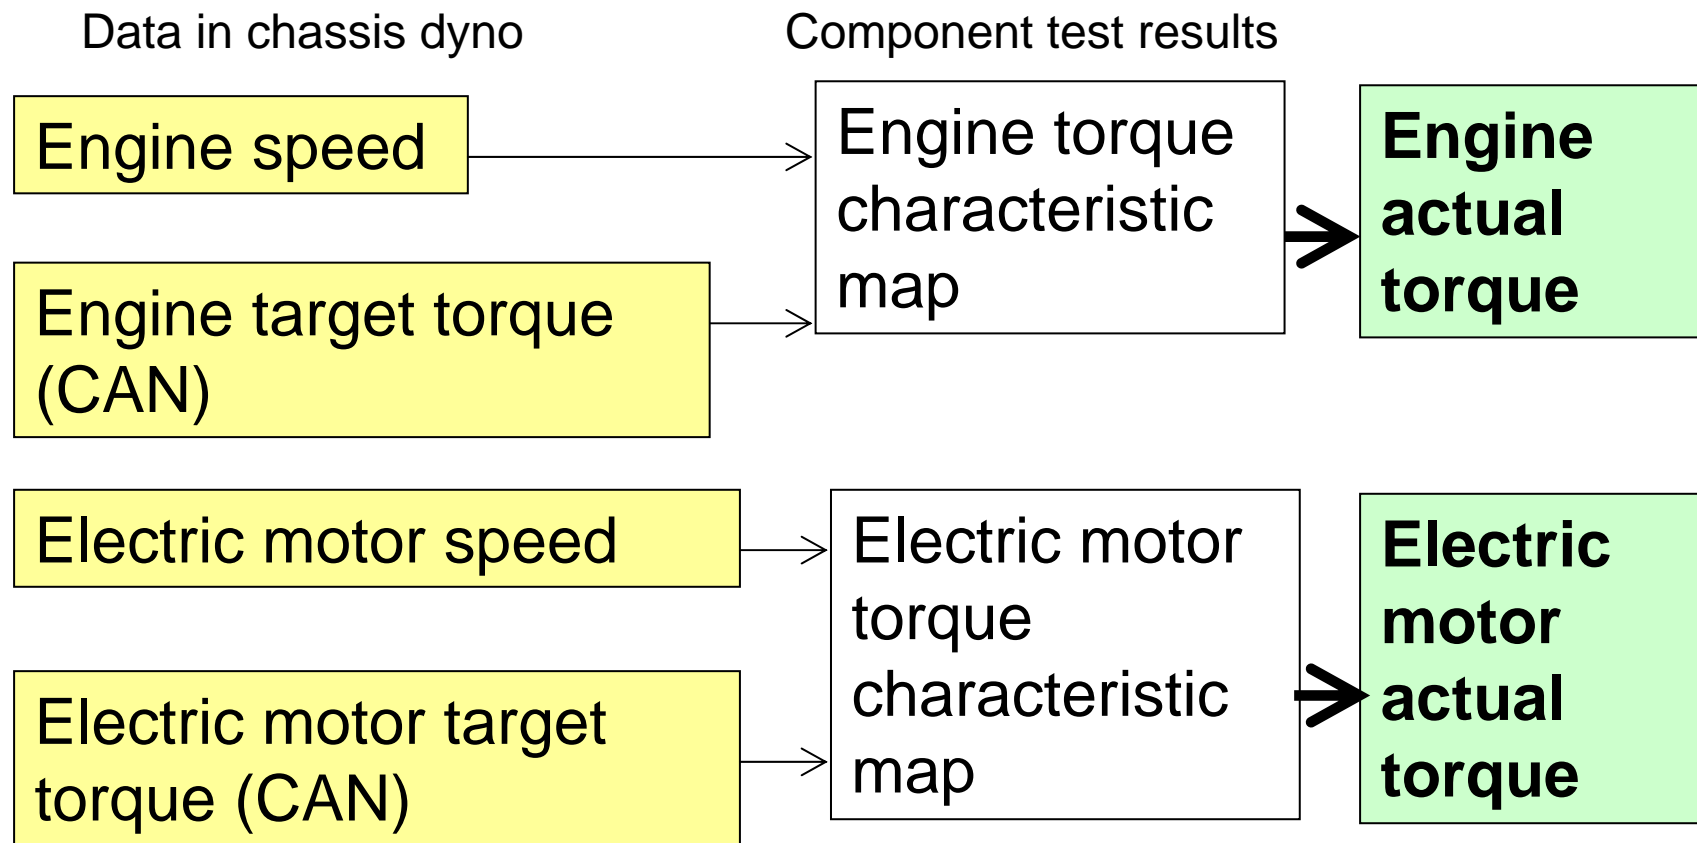 Data in chassis dyno
Component test results
Engine speed
Engine target torque
(CAN)
Engine torque
characteristic
map
Engine
actual
torque
Electric motor speed
Electric motor target
torque (CAN)
Electric motor
torque
characteristic
map
Electric
motor
actual
torque